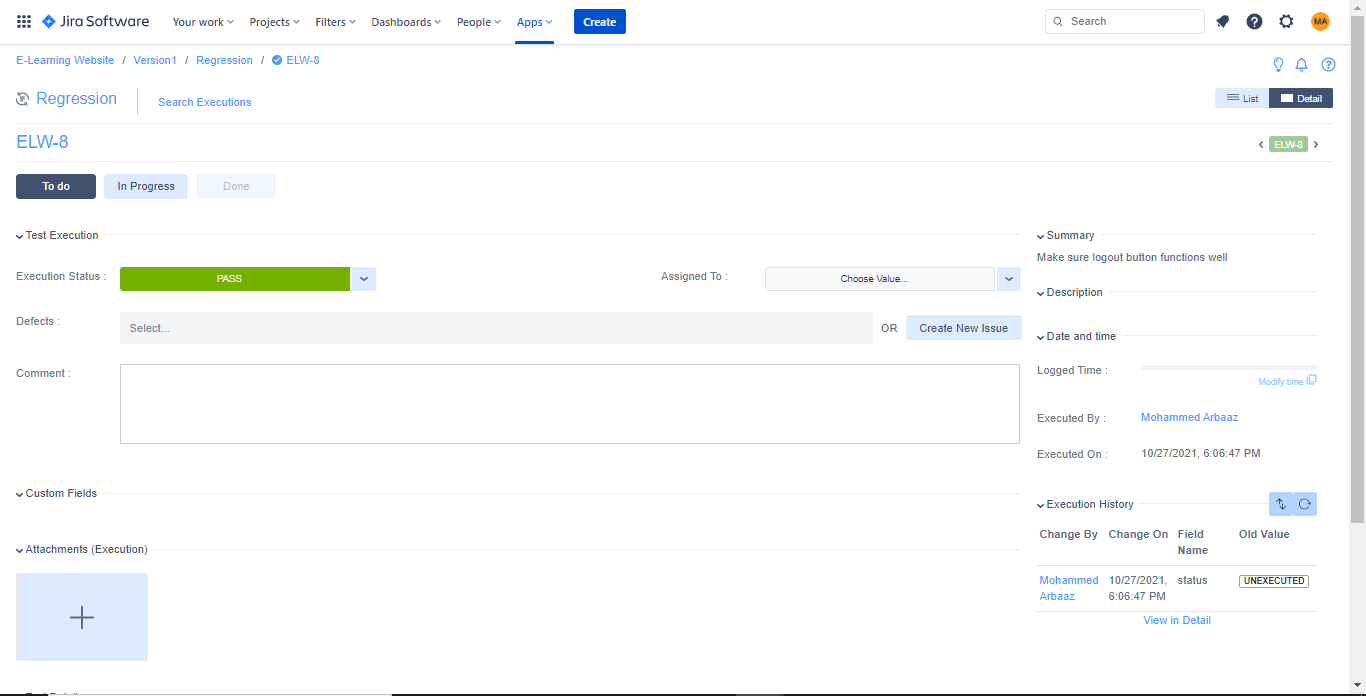 Jira Software Your work Projects Filters Dashboards People Apps Create Search MA
E-Learning Website / Version1 / Regression / ELW-8
Regression Search Executions List Detail
ELW-8 ELW-8
To do In Progress Done
Test Execution
Execution Status : PASS Assigned To : Choose Value...
Defects : Select... OR Create New Issue
Comment :
Custom Fields
Attachments (Execution)
Summary
Make sure logout button functions well
Description
Date and time
Logged Time :
Modify time
Executed By : Mohammed Arbaaz
Executed On : 10/27/2021, 6:06:47 PM
Execution History
Change By Change On Field Old Value
Name
Mohammed 10/27/2021, status UNEXECUTED
Arbaaz 6:06:47 PM
View in Detail